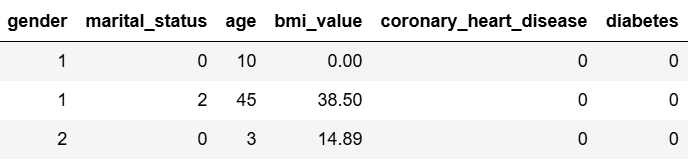 gender marital_status age bmi_value coronary_heart_disease diabetes
1 0 10 0.00 0 0
1 2 45 38.50 0 0
2 0 3 14.89 0 0